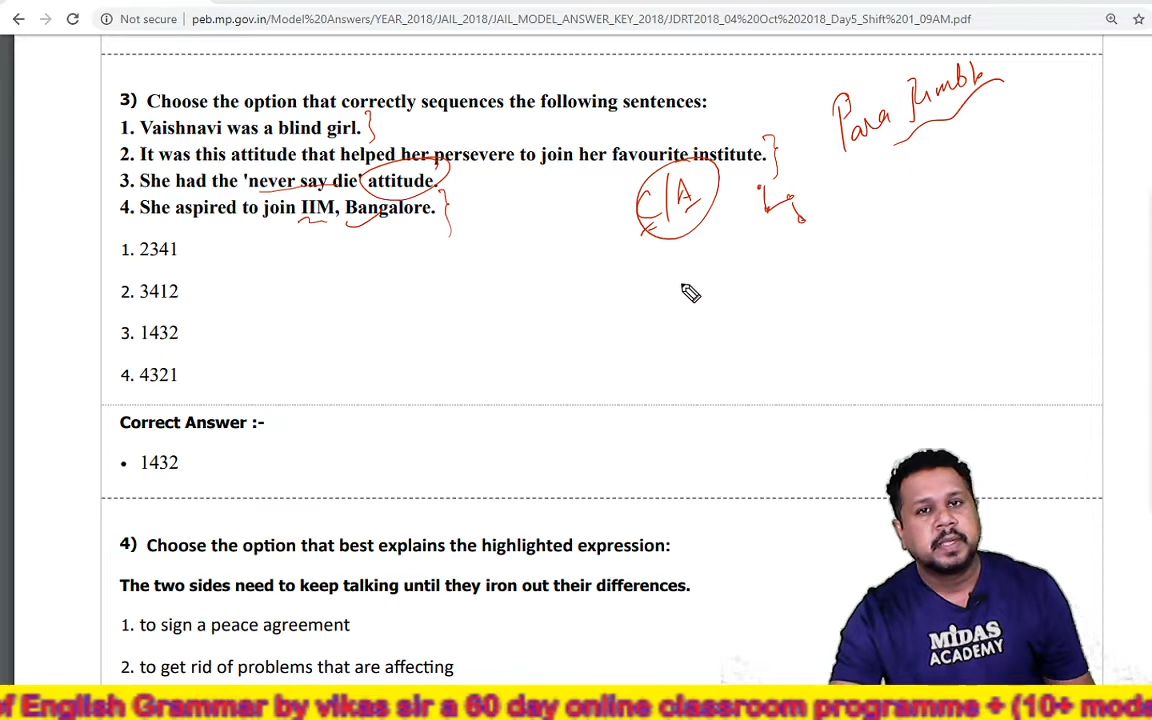 Not secure | peb.mp.gov.in/Model%20Answers/YEAR_2018/JAIL_MODEL_ANSWER_KEY_2018/JDRT2018_04%20Oct%202018_Day5_Shift%201_09AM.pdf
Para Jumble
3) Choose the option that correctly sequences the following sentences:
1. Vaishnavi was a blind girl.
2. It was this attitude that helped her persevere to join her favourite institute.
3. She had the 'never say die' attitude.
4. She aspired to join IIM, Bangalore.
C/A
1. 2341
2. 3412
3. 1432
4. 4321
Correct Answer :-
• 1432
4) Choose the option that best explains the highlighted expression:
The two sides need to keep talking until they iron out their differences.
1. to sign a peace agreement
2. to get rid of problems that are affecting
MIDAS
ACADEMY
of English Grammar by vikas sir a 60 day online classroom programme + (10+ mode